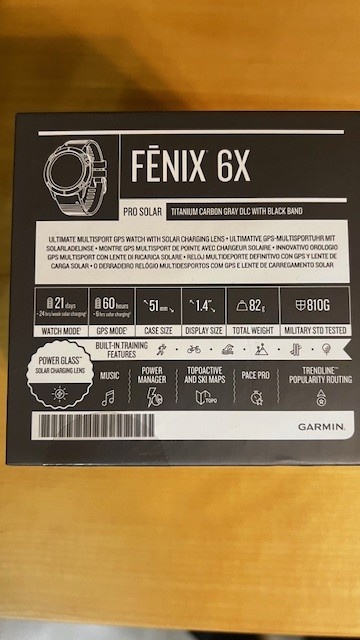 FĒNIX® 6X
PRO SOLAR | TITANIUM CARBON GRAY DLC WITH BLACK BAND
ULTIMATE MULTISPORT GPS WATCH WITH SOLAR CHARGING LENS • ULTIMATIVE GPS-MULTISPORTUHR MIT
SOLARLADELINSE • MONTRE GPS MULTISPORT DE POINTE AVEC CHARGEUR SOLAIRE • INNOVATIVO OROLOGIO
GPS MULTISPORT CON LENTE DI RICARICA SOLARE • RELOJ MULTIDEPORTE DEFINITIVO CON GPS Y LENTE DE
CARGA SOLAR • O DERRADEIRO RELÓGIO MULTIDESPORTOS COM GPS E LENTE DE CARREGAMENTO SOLAR
21 days 60 hours 51 mm 1.4" 82 g 810G
WATCH MODE¹ GPS MODE CASE SIZE DISPLAY SIZE TOTAL WEIGHT MILITARY STD TESTED
BUILT-IN TRAINING
FEATURES
POWER GLASS™
SOLAR CHARGING LENS
MUSIC
POWER
MANAGER
TOPOACTIVE
AND SKI MAPS
TOPO
PACE PRO
TRENDLINE™
POPULARITY ROUTING
GARMIN.